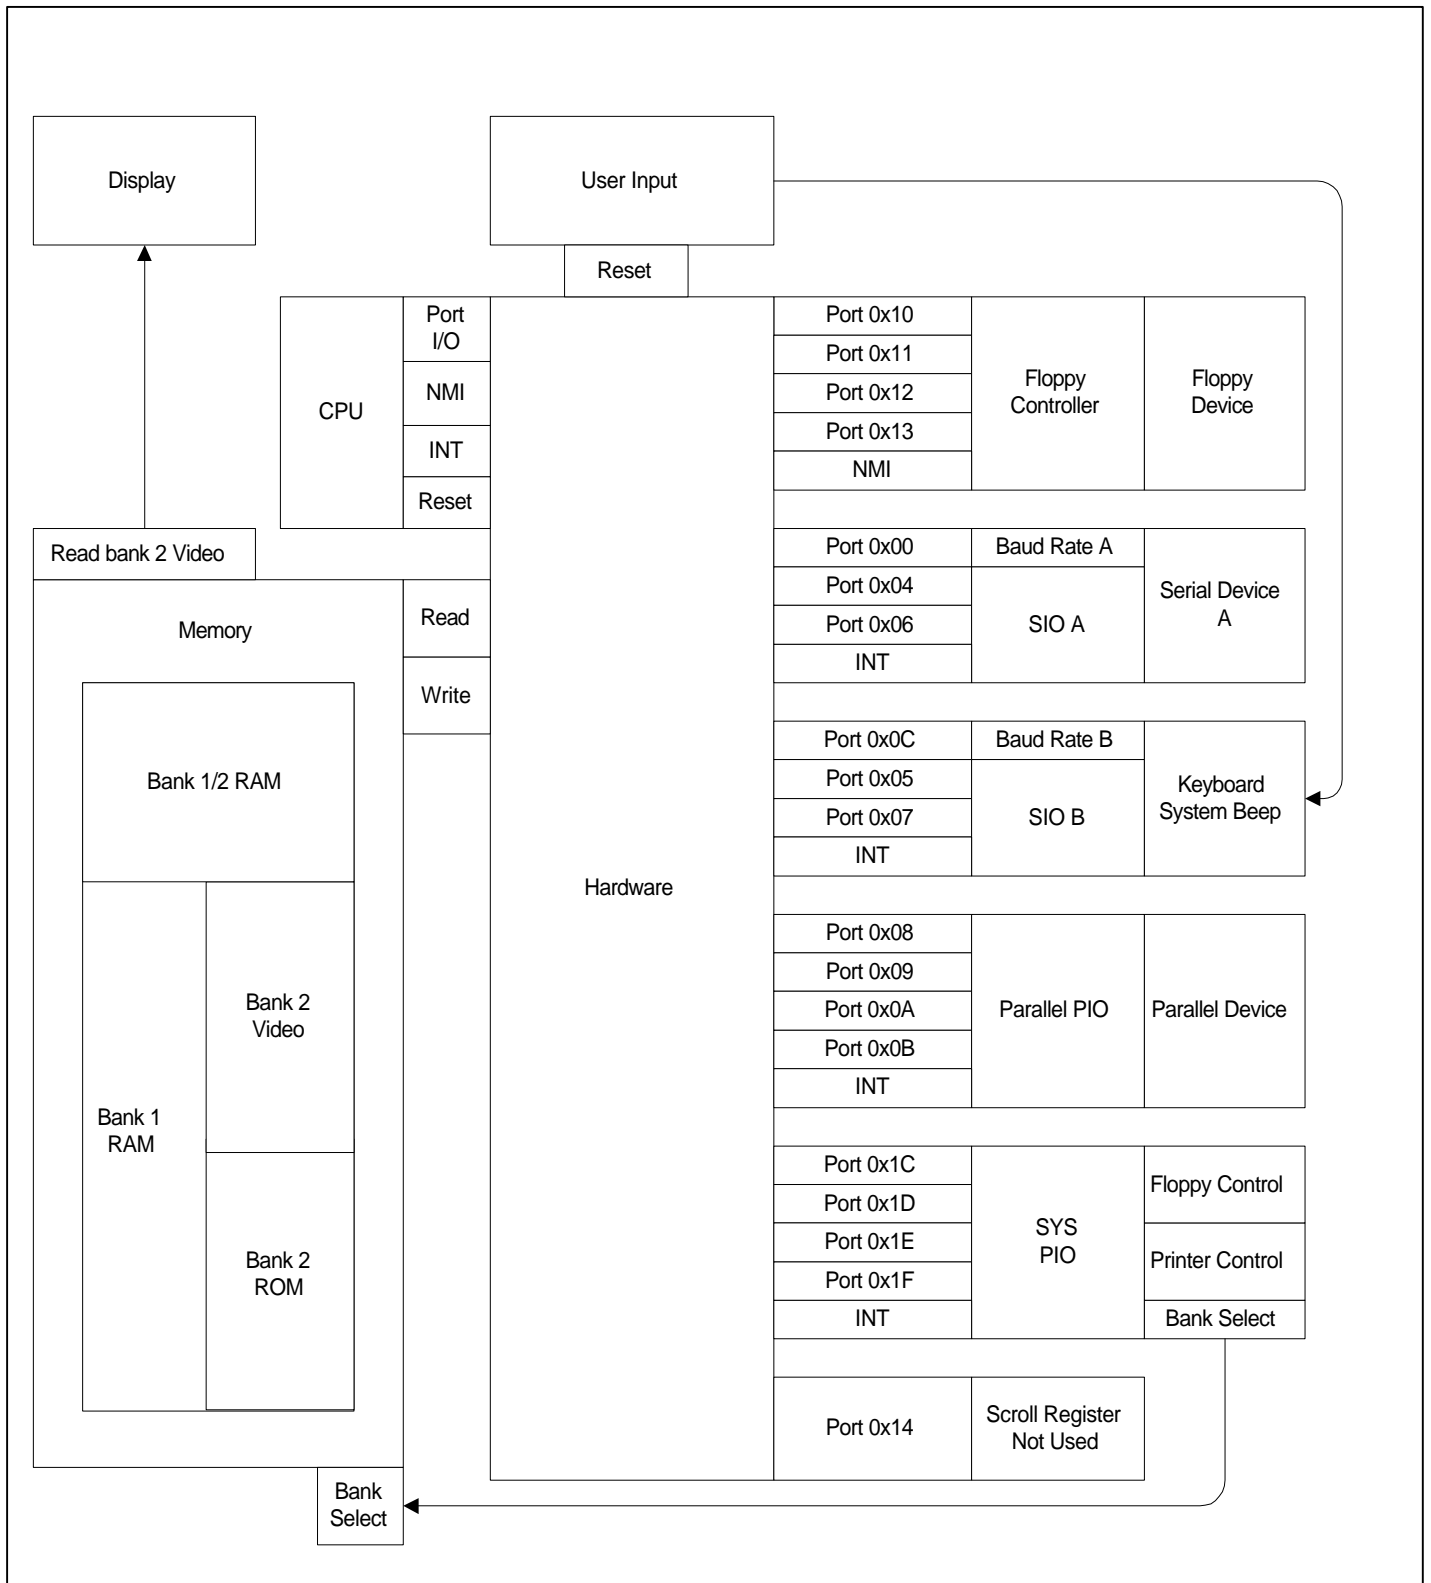 Display
User Input
Reset
CPU
Port
I/O
NMI
INT
Reset
Read bank 2 Video
Memory
Read
Write
Bank 1/2 RAM
Bank 2
Video
Bank 1
RAM
Bank 2
ROM
Bank
Select
Hardware
Port 0x10
Port 0x11
Port 0x12
Port 0x13
NMI
Floppy
Controller
Floppy
Device
Port 0x00
Port 0x04
Port 0x06
INT
Baud Rate A
SIO A
Serial Device
A
Port 0x0C
Port 0x05
Port 0x07
INT
Baud Rate B
SIO B
Keyboard
System Beep
Port 0x08
Port 0x09
Port 0x0A
Port 0x0B
INT
Parallel PIO
Parallel Device
Port 0x1C
Port 0x1D
Port 0x1E
Port 0x1F
INT
SYS
PIO
Floppy Control
Printer Control
Bank Select
Port 0x14
Scroll Register
Not Used